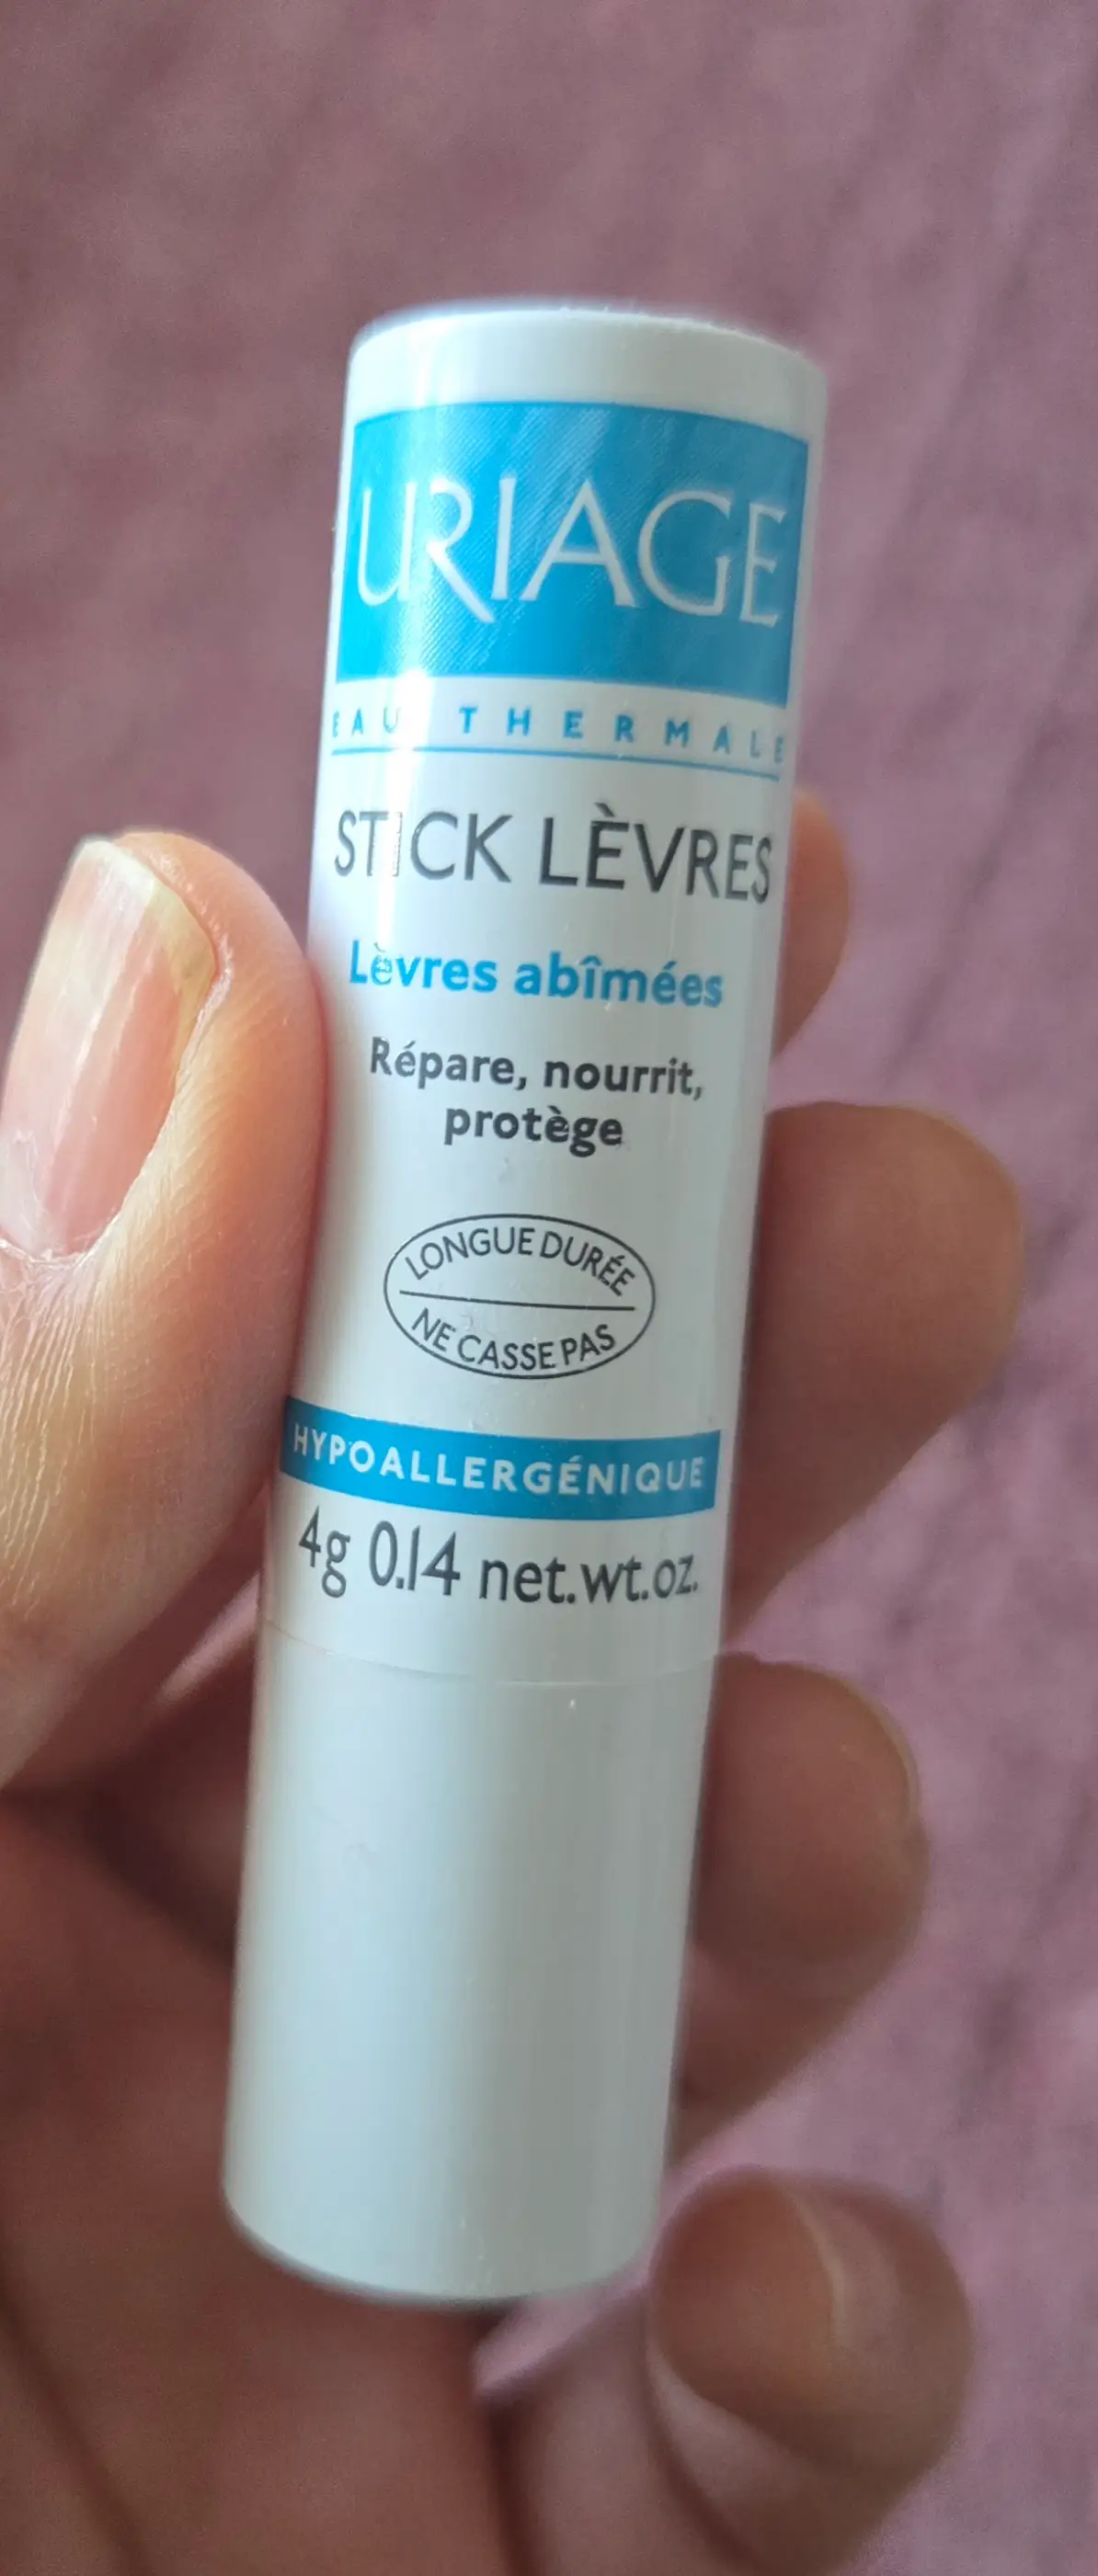 URIAGE
EAU THERMALE
STICK LÈVRES
Lèvres abîmées
Répare, nourrit,
protège
LONGUE DURÉE
NE CASSE PAS
HYPOALLERGÉNIQUE
4g 0.14 net.wt.oz.